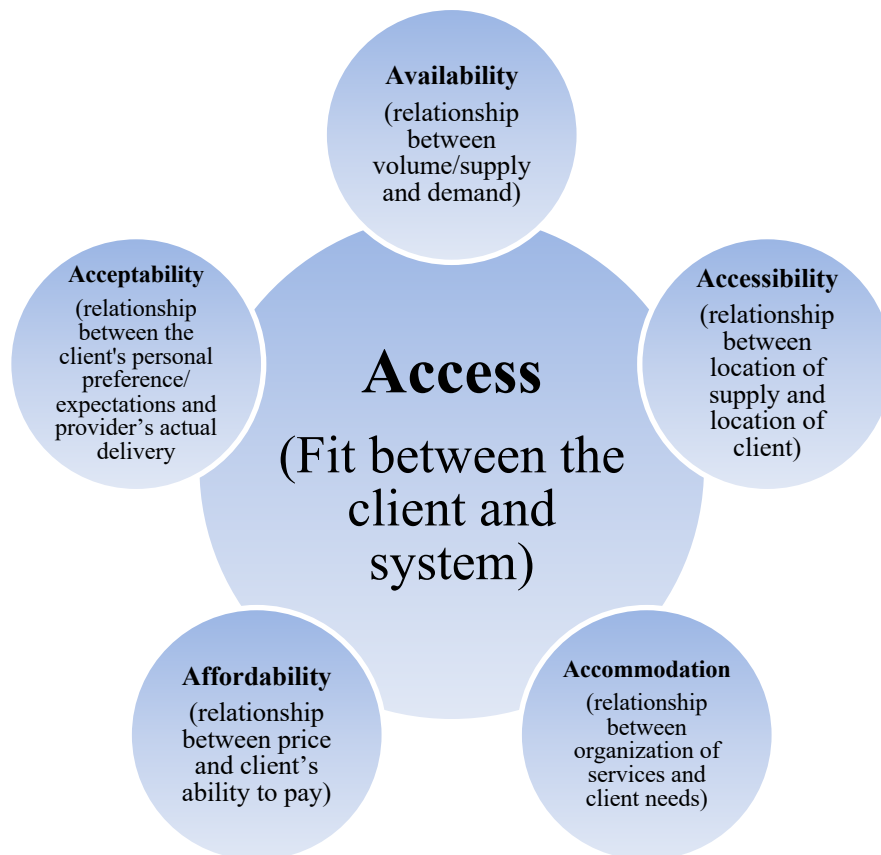 Availability
(relationship
between
volume/supply
and demand)
Acceptability
(relationship
between the
client's personal
preference/
expectations and
provider’s actual
delivery
Accessibility
(relationship
between
location of
supply and
location of
client)
Access
(Fit between the
client and
system)
Affordability
(relationship
between price
and client’s
ability to pay)
Accommodation
(relationship
between
organization of
services and
client needs)